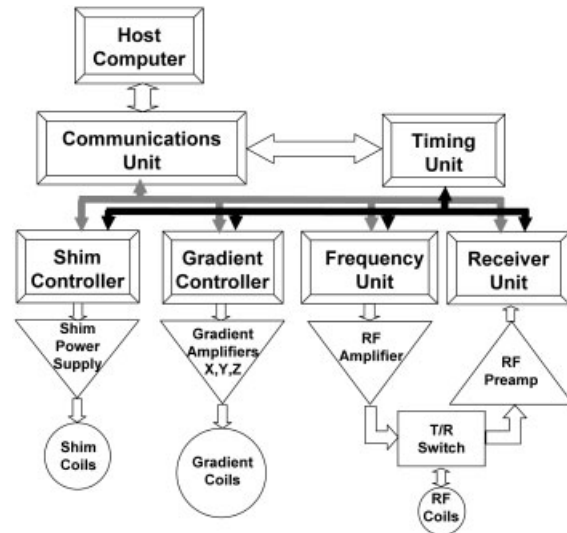 Host
Computer
Communications
Unit
Timing
Unit
Shim
Controller
Gradient
Controller
Frequency
Unit
Receiver
Unit
Shim
Power
Supply
Gradient
Amplifiers
X,Y,Z
RF
Amplifier
RF
Preamp
T/R
Switch
Shim
Coils
Gradient
Coils
RF
Coils